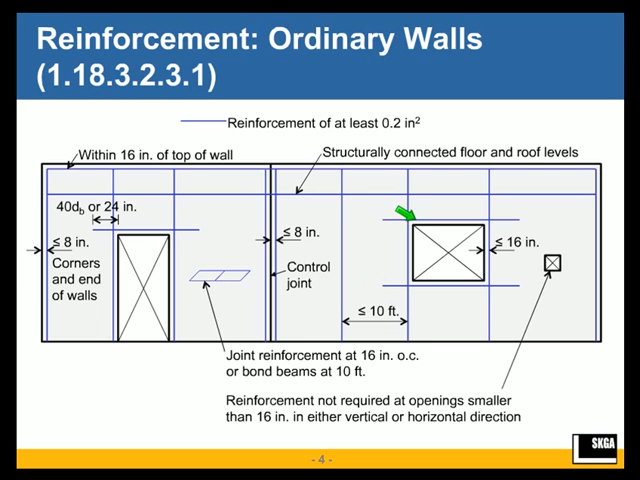 Reinforcement: Ordinary Walls
(1.18.3.2.3.1)
Reinforcement of at least 0.2 in²
Within 16 in. of top of wall
Structurally connected floor and roof levels
40d_b or 24 in.
≤ 8 in.
Corners
and end
of walls
≤ 8 in.
Control
joint
≤ 16 in.
≤ 10 ft.
Joint reinforcement at 16 in. o.c.
or bond beams at 10 ft.
Reinforcement not required at openings smaller
than 16 in. in either vertical or horizontal direction
SKGA
- 4 -